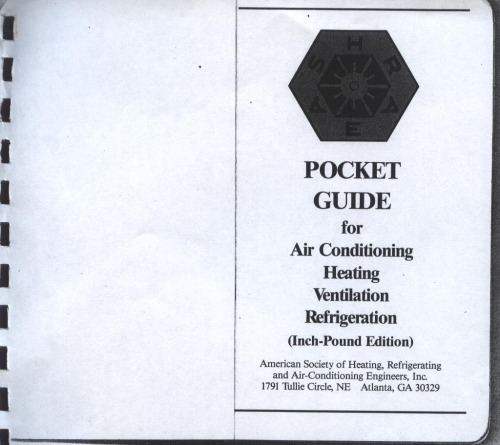 ASHRAE
POCKET
GUIDE
for
Air Conditioning
Heating
Ventilation
Refrigeration
(Inch-Pound Edition)
American Society of Heating, Refrigerating
and Air-Conditioning Engineers, Inc.
1791 Tullie Circle, NE Atlanta, GA 30329